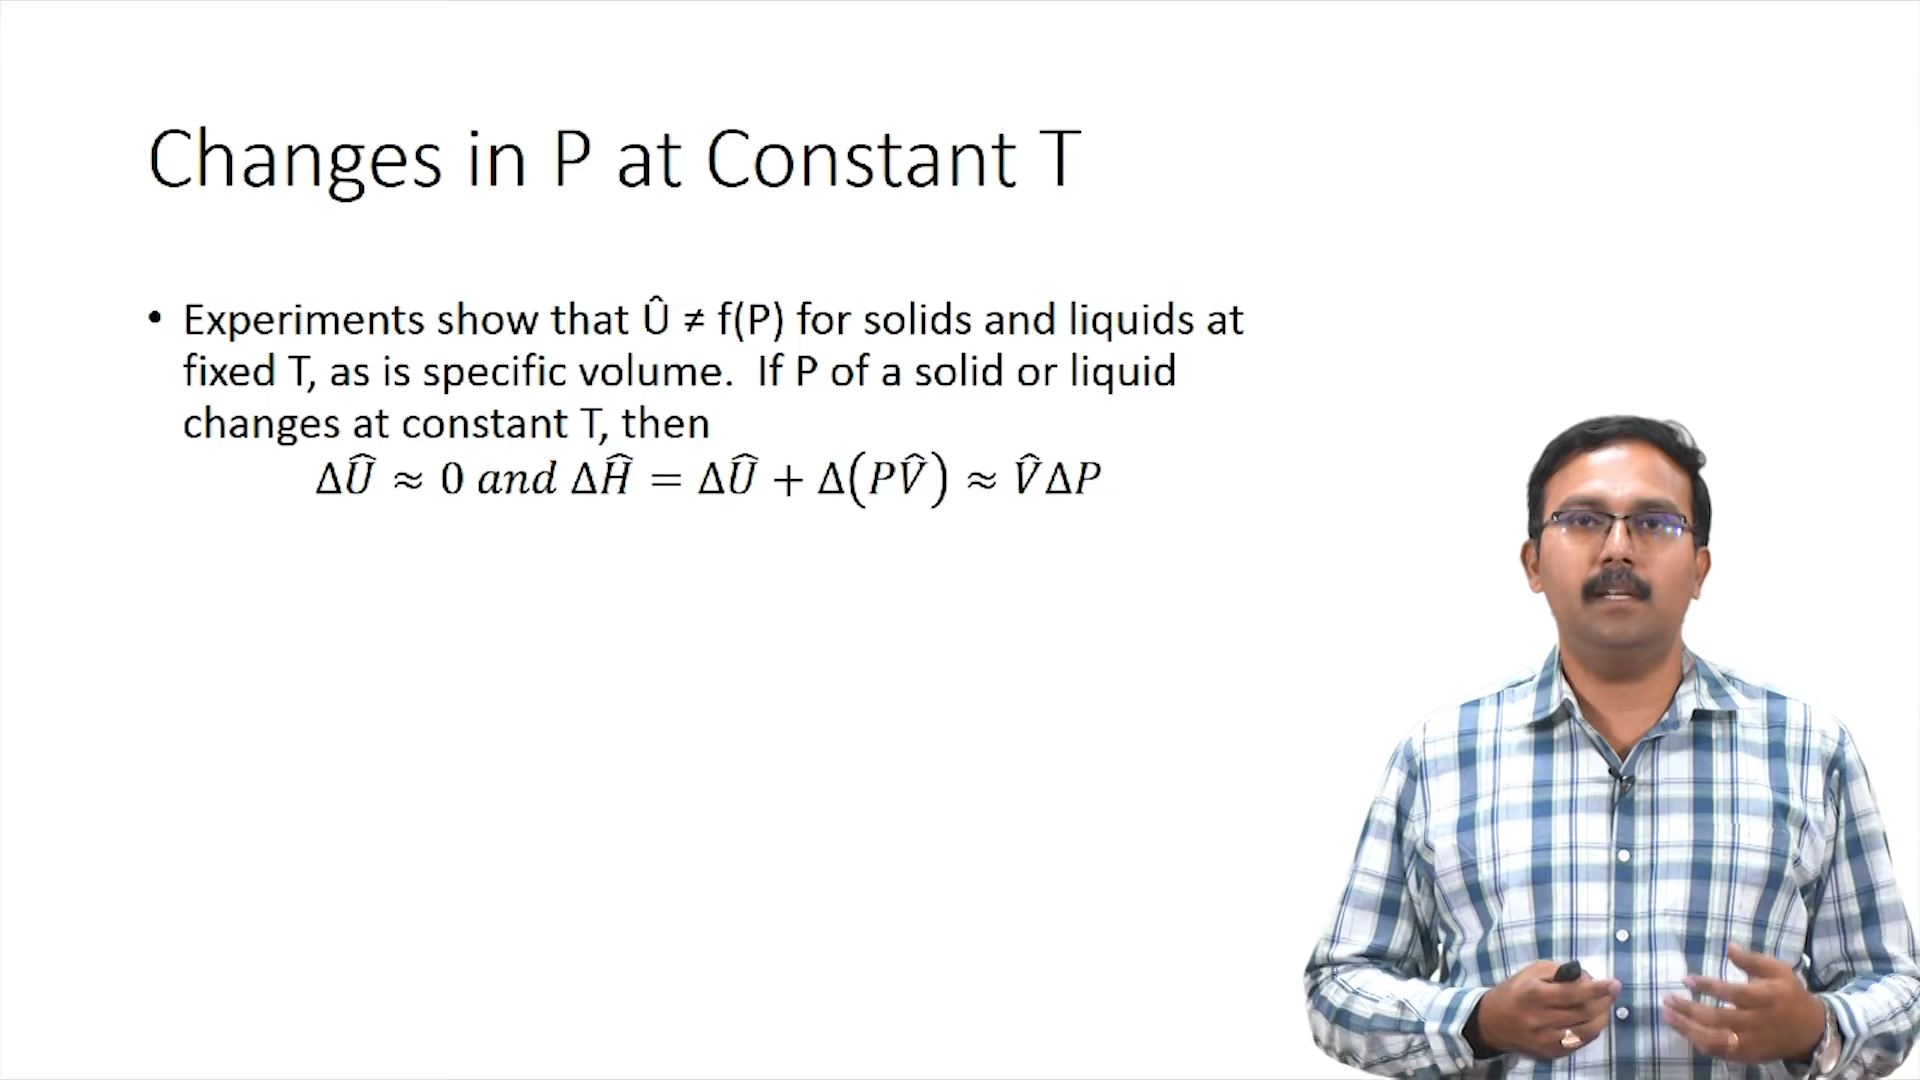 Changes in P at Constant T
• Experiments show that Û ≠ f(P) for solids and liquids at
fixed T, as is specific volume. If P of a solid or liquid
changes at constant T, then
ΔÛ ≈ 0 and ΔĤ = ΔÛ + Δ(PV̂) ≈ V̂ΔP